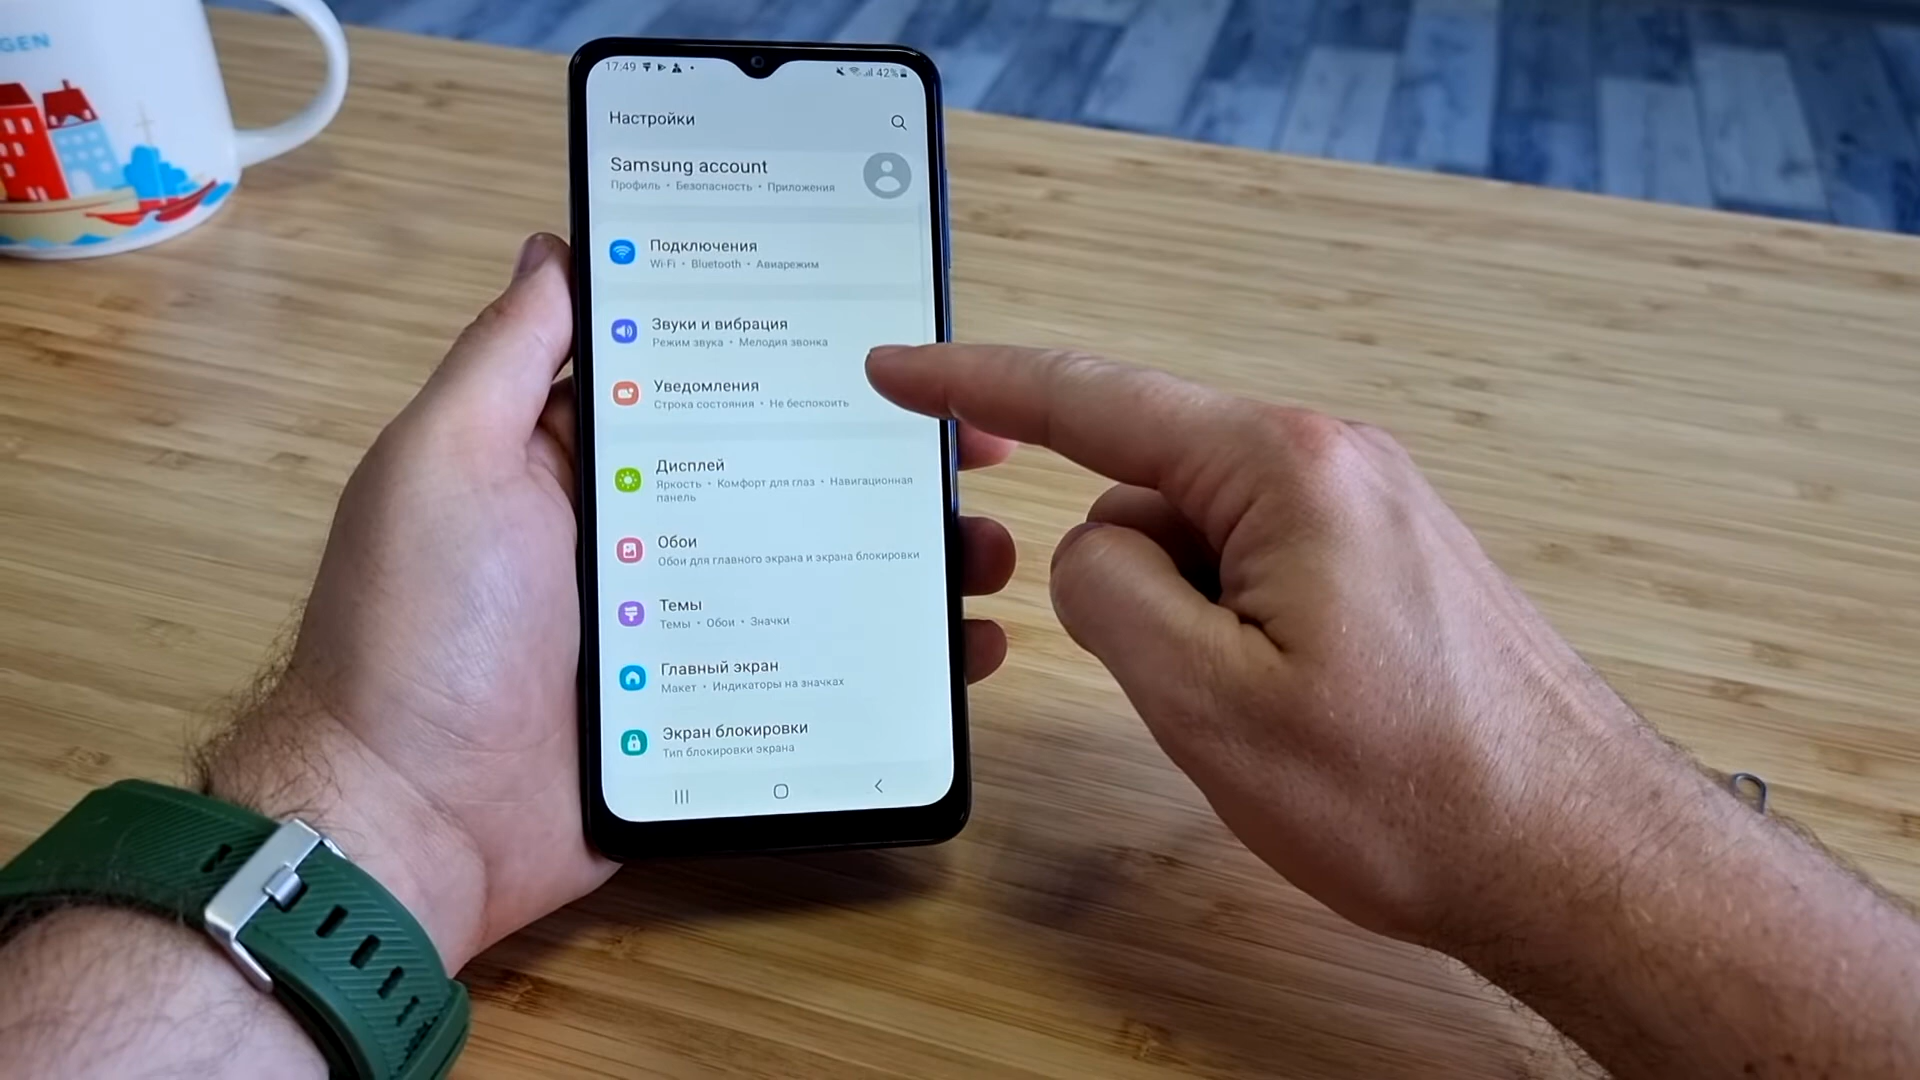 GEN
17:49
42%
Настройки
Samsung account
Профиль • Безопасность • Приложения
Подключения
Wi-Fi • Bluetooth • Авиарежим
Звуки и вибрация
Режим звука • Мелодия звонка
Уведомления
Строка состояния • Не беспокоить
Дисплей
Яркость • Комфорт для глаз • Навигационная
панель
Обои
Обои для главного экрана и экрана блокировки
Темы
Темы • Обои • Значки
Главный экран
Макет • Индикаторы на значках
Экран блокировки
Тип блокировки экрана